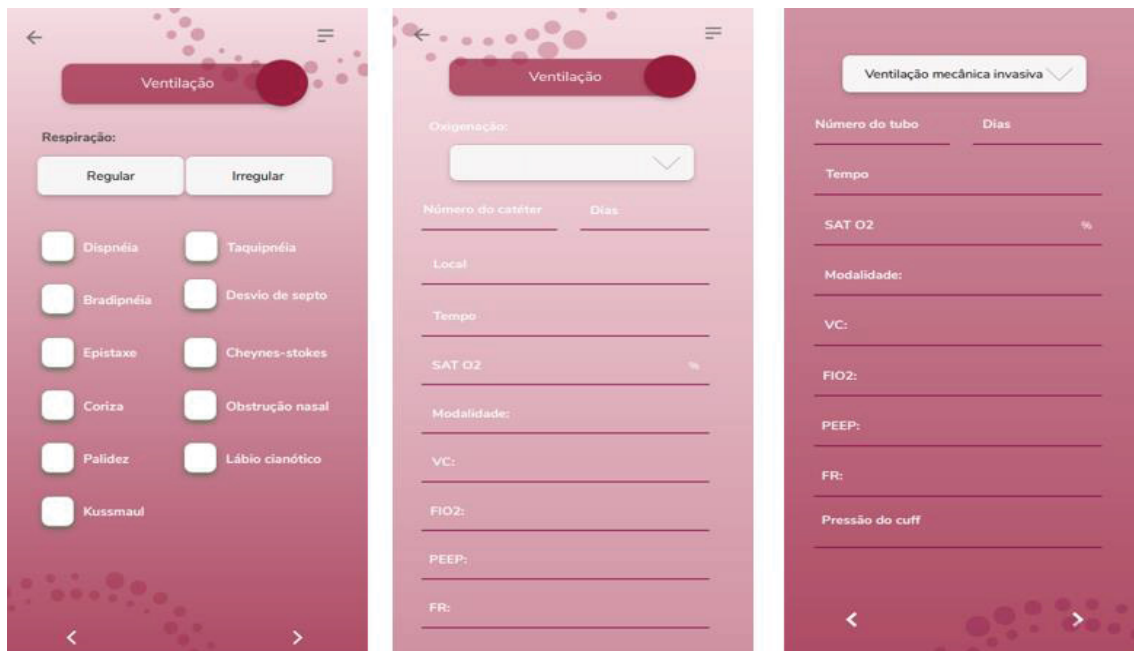 Ventilação
Respiração:
Regular Irregular
Dispnéia Taquipnéia
Bradipnéia Desvio de septo
Epistaxe Cheynes-stokes
Coriza Obstrução nasal
Palidez Lábio cianótico
Kussmaul
Ventilação
Oxigenação:
Número do catéter Dias
Local
Tempo
SAT O2 %
Modalidade:
VC:
FIO2:
PEEP:
FR:
Ventilação mecânica invasiva
Número do tubo Dias
Tempo
SAT O2 %
Modalidade:
VC:
FIO2:
PEEP:
FR:
Pressão do cuff